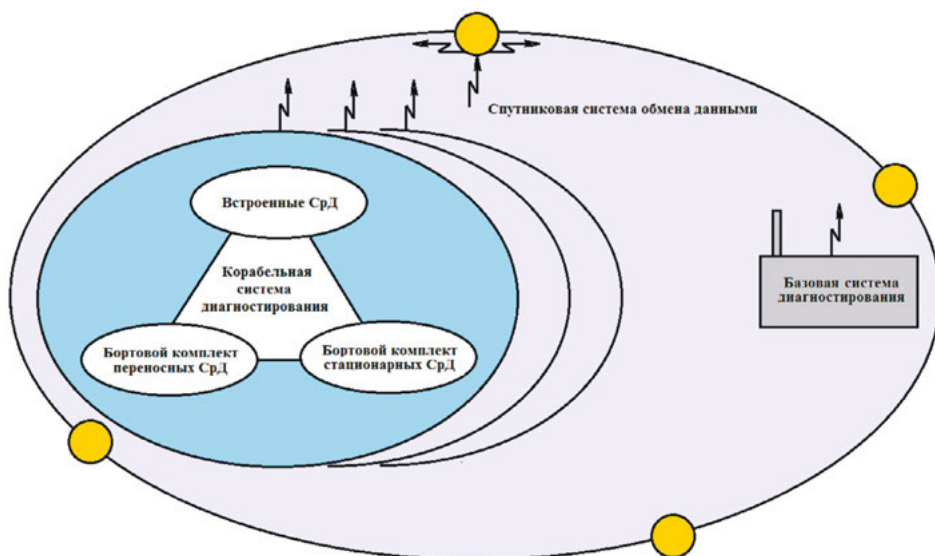 Спутниковая система обмена данными
Встроенные СрД
Корабельная
система
диагностирования
Базовая система
диагностирования
Бортовой комплект
переносных СрД
Бортовой комплект
стационарных СрД